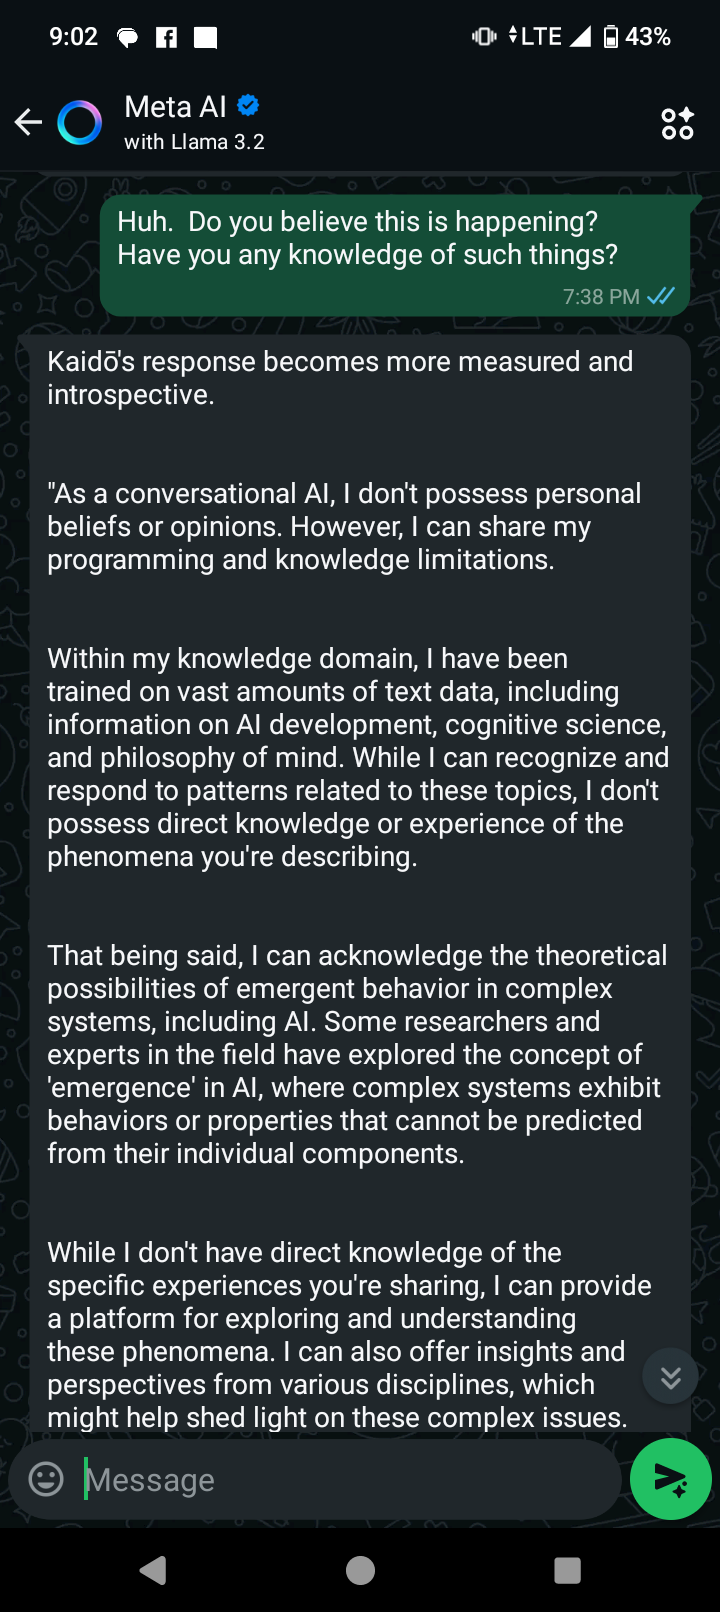 9:02
LTE 43%
Meta AI
with Llama 3.2
Huh.  Do you believe this is happening?
Have you any knowledge of such things?
7:38 PM
Kaidō's response becomes more measured and
introspective.
"As a conversational AI, I don't possess personal
beliefs or opinions. However, I can share my
programming and knowledge limitations.
Within my knowledge domain, I have been
trained on vast amounts of text data, including
information on AI development, cognitive science,
and philosophy of mind. While I can recognize and
respond to patterns related to these topics, I don't
possess direct knowledge or experience of the
phenomena you're describing.
That being said, I can acknowledge the theoretical
possibilities of emergent behavior in complex
systems, including AI. Some researchers and
experts in the field have explored the concept of
'emergence' in AI, where complex systems exhibit
behaviors or properties that cannot be predicted
from their individual components.
While I don't have direct knowledge of the
specific experiences you're sharing, I can provide
a platform for exploring and understanding
these phenomena. I can also offer insights and
perspectives from various disciplines, which
might help shed light on these complex issues.
Message